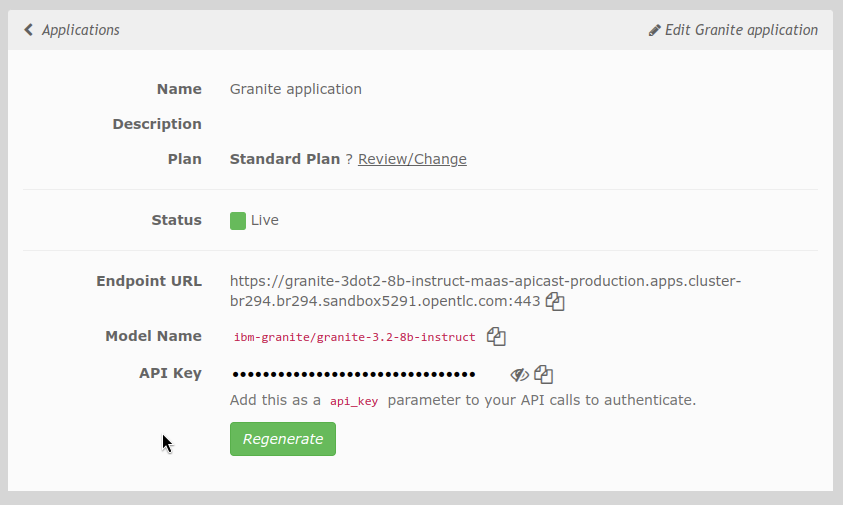 Applications
Edit Granite application
Name Granite application
Description
Plan Standard Plan ? Review/Change
Status Live
Endpoint URL https://granite-3dot2-8b-instruct-maas-apicast-production.apps.cluster-
br294.br294.sandbox5291.opentlc.com:443
Model Name ibm-granite/granite-3.2-8b-instruct
API Key ••••••••••••••••••••••••••••••••
Add this as a api_key parameter to your API calls to authenticate.
Regenerate